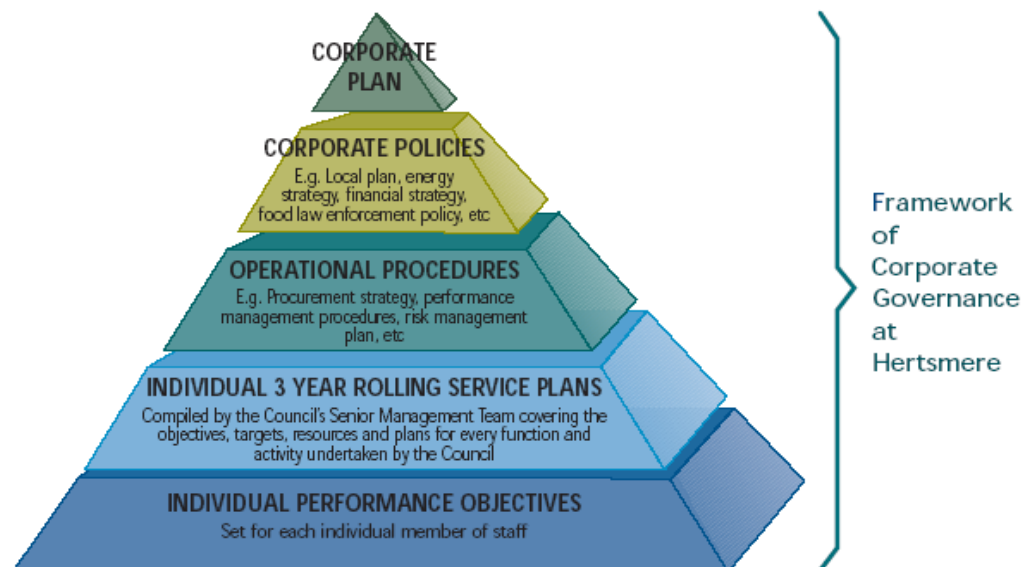 CORPORATE
PLAN
CORPORATE POLICIES
E.g. Local plan, energy
strategy, financial strategy,
food law enforcement policy, etc
OPERATIONAL PROCEDURES
E.g. Procurement strategy, performance
management procedures, risk management
plan, etc
INDIVIDUAL 3 YEAR ROLLING SERVICE PLANS
Compiled by the Council's Senior Management Team covering the
objectives, targets, resources and plans for every function and
activity undertaken by the Council
INDIVIDUAL PERFORMANCE OBJECTIVES
Set for each individual member of staff
Framework
of
Corporate
Governance
at
Hertsmere